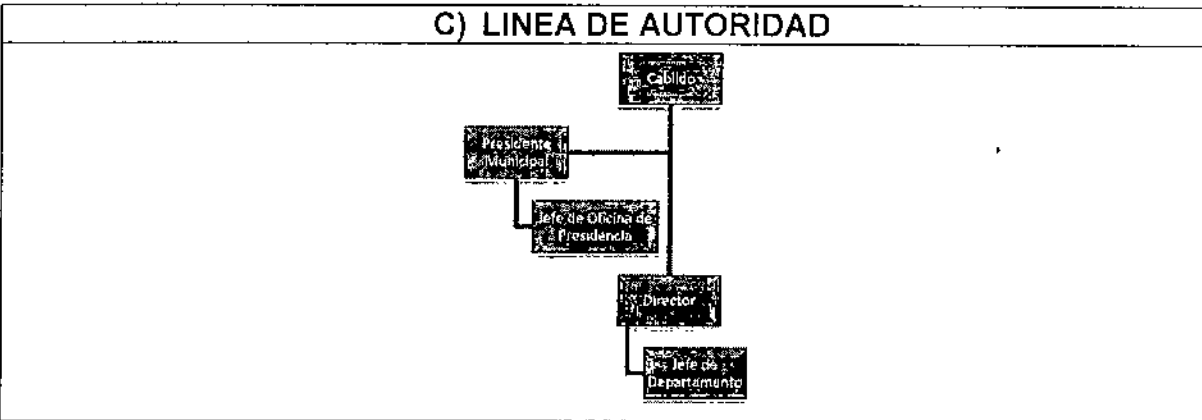 C) LINEA DE AUTORIDAD
Cabildo
Presidente
Municipal
Jefe de Oficina de
Presidencia
Director
Jefe de
Departamento